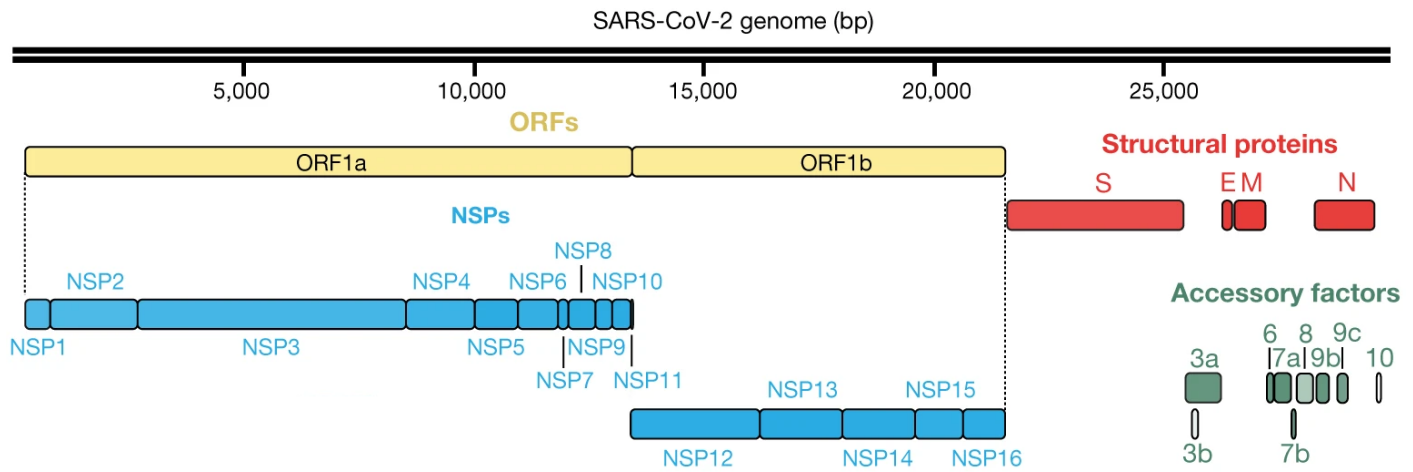 SARS-CoV-2 genome (bp)
5,000 10,000 15,000 20,000 25,000
ORFs
ORF1a ORF1b
Structural proteins
S E M N
NSPs
NSP8
NSP2 NSP4 NSP6 NSP10
NSP1 NSP3 NSP5 NSP9
NSP7 NSP11
NSP13 NSP15
NSP12 NSP14 NSP16
Accessory factors
6 8 9c
3a 7a 9b 10
3b 7b